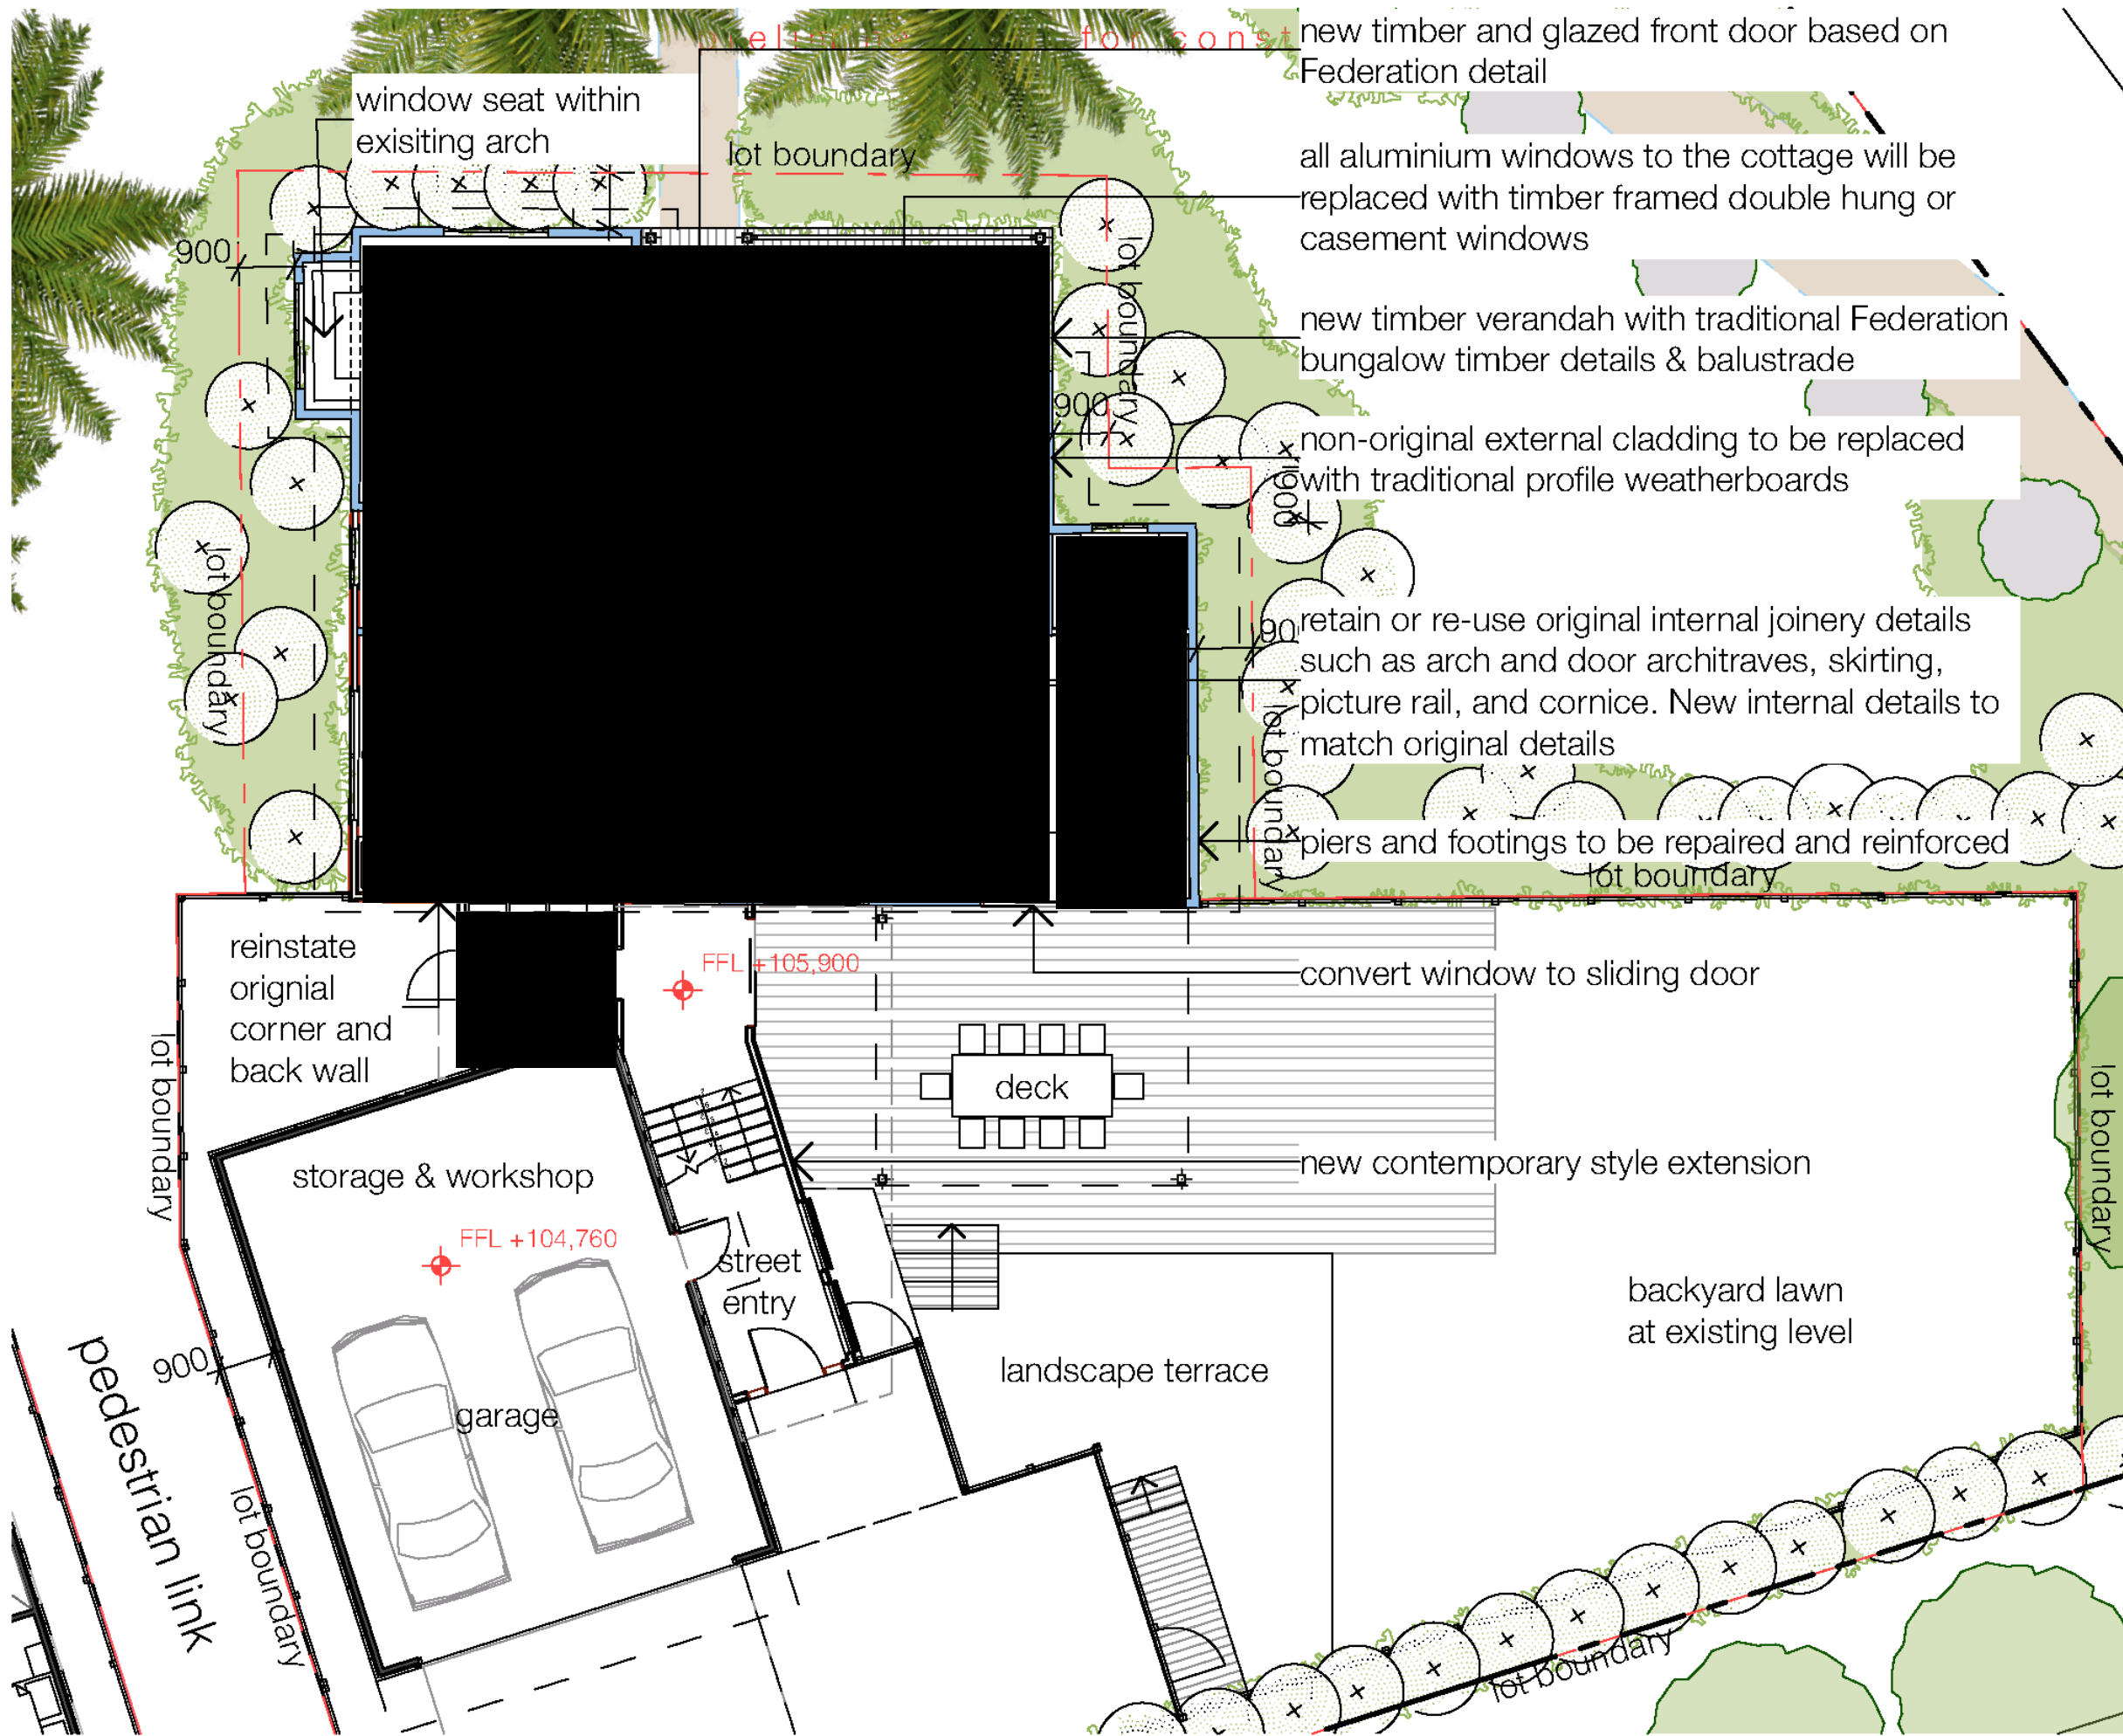 new timber and glazed front door based on
Federation detail
window seat within
exisiting arch
lot boundary
all aluminium windows to the cottage will be
replaced with timber framed double hung or
casement windows
900
lot boundary
new timber verandah with traditional Federation
bungalow timber details & balustrade
900
non-original external cladding to be replaced
with traditional profile weatherboards
900
lot boundary
retain or re-use original internal joinery details
such as arch and door architraves, skirting,
picture rail, and cornice. New internal details to
match original details
lot boundary
piers and footings to be repaired and reinforced
lot boundary
reinstate
orignial
corner and
back wall
FFL +105,900
convert window to sliding door
lot boundary
deck
lot boundary
storage & workshop
new contemporary style extension
FFL +104,760
street
entry
backyard lawn
at existing level
900
landscape terrace
garage
pedestrian link
lot boundary
lot boundary